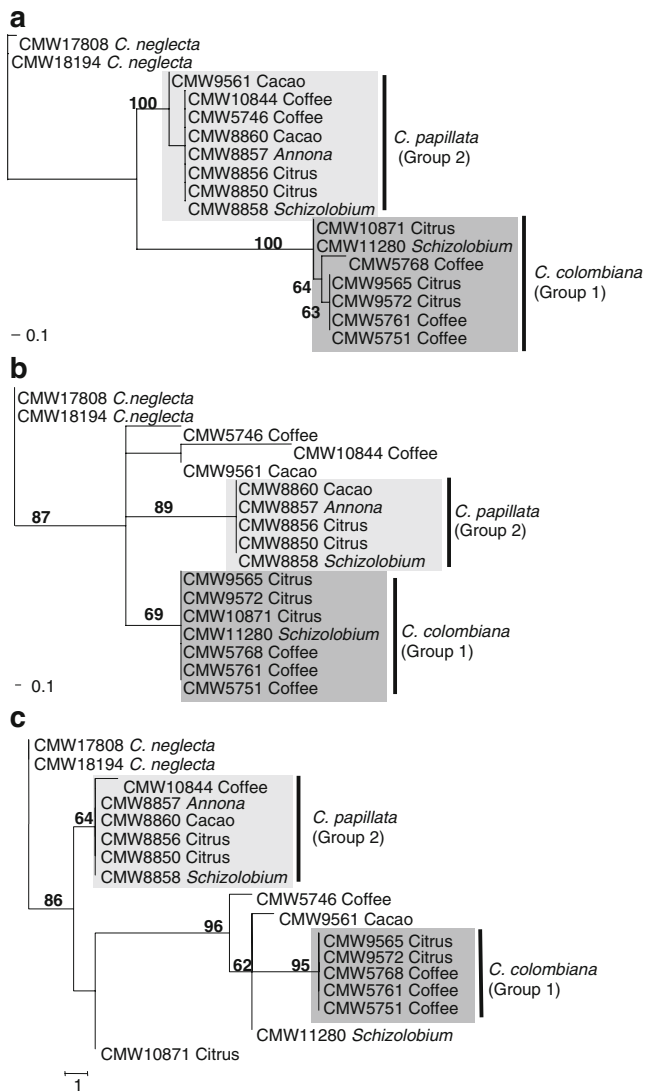 a
CMW17808 C. neglecta
CMW18194 C. neglecta
CMW9561 Cacao
100
CMW10844 Coffee
CMW5746 Coffee
CMW8860 Cacao
CMW8857 Annona
CMW8856 Citrus
CMW8850 Citrus
CMW8858 Schizolobium
C. papillata
(Group 2)
100
CMW10871 Citrus
CMW11280 Schizolobium
CMW5768 Coffee
64
CMW9565 Citrus
CMW9572 Citrus
63
CMW5761 Coffee
CMW5751 Coffee
C. colombiana
(Group 1)
0.1
b
CMW17808 C.neglecta
CMW18194 C.neglecta
CMW5746 Coffee
CMW10844 Coffee
CMW9561 Cacao
87
89
CMW8860 Cacao
CMW8857 Annona
CMW8856 Citrus
CMW8850 Citrus
CMW8858 Schizolobium
C. papillata
(Group 2)
69
CMW9565 Citrus
CMW9572 Citrus
CMW10871 Citrus
CMW11280 Schizolobium
CMW5768 Coffee
CMW5761 Coffee
CMW5751 Coffee
C. colombiana
(Group 1)
0.1
c
CMW17808 C. neglecta
CMW18194 C. neglecta
CMW10844 Coffee
CMW8857 Annona
64
CMW8860 Cacao
CMW8856 Citrus
CMW8850 Citrus
CMW8858 Schizolobium
C. papillata
(Group 2)
86
96
CMW5746 Coffee
CMW9561 Cacao
62
95
CMW9565 Citrus
CMW9572 Citrus
CMW5768 Coffee
CMW5761 Coffee
CMW5751 Coffee
C. colombiana
(Group 1)
CMW11280 Schizolobium
CMW10871 Citrus
1